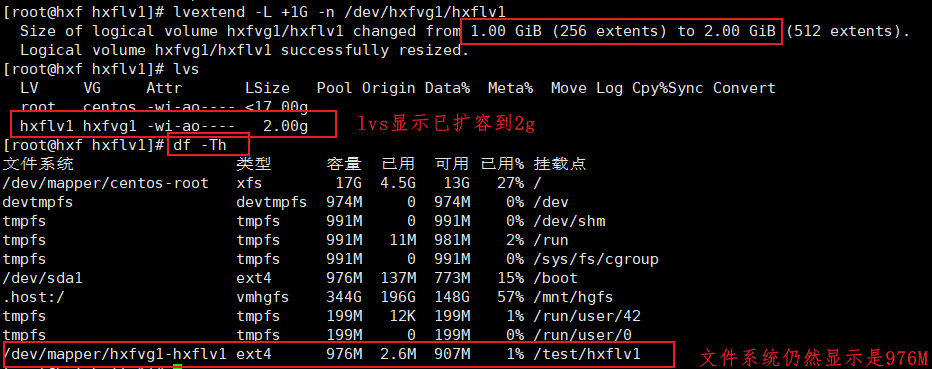 [root@hxf hxflv1]# lvextend -L +1G -n /dev/hxfvg1/hxflv1
  Size of logical volume hxfvg1/hxflv1 changed from 1.00 GiB (256 extents) to 2.00 GiB (512 extents).
  Logical volume hxfvg1/hxflv1 successfully resized.
[root@hxf hxflv1]# lvs
  LV     VG     Attr       LSize   Pool Origin Data%  Meta%  Move Log Cpy%Sync Convert
  root   centos -wi-ao---- <17.00g
  hxflv1 hxfvg1 -wi-ao----   2.00g lvs显示已扩容到2g
[root@hxf hxflv1]# df -Th
文件系统 类型 容量 已用 可用 已用% 挂载点
/dev/mapper/centos-root xfs 17G 4.5G 13G 27% /
devtmpfs devtmpfs 974M 0 974M 0% /dev
tmpfs tmpfs 991M 0 991M 0% /dev/shm
tmpfs tmpfs 991M 11M 981M 2% /run
tmpfs tmpfs 991M 0 991M 0% /sys/fs/cgroup
/dev/sda1 ext4 976M 137M 773M 15% /boot
.host:/ vmhgfs 344G 196G 148G 57% /mnt/hgfs
tmpfs tmpfs 199M 12K 199M 1% /run/user/42
tmpfs tmpfs 199M 0 199M 0% /run/user/0
/dev/mapper/hxfvg1-hxflv1 ext4 976M 2.6M 907M 1% /test/hxflv1 文件系统仍然显示是976M